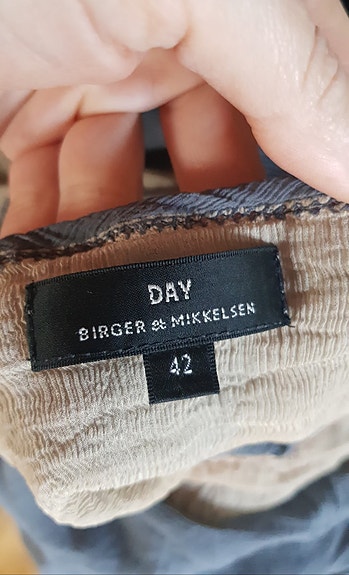 DAY
BIRGER et MIKKELSEN
42